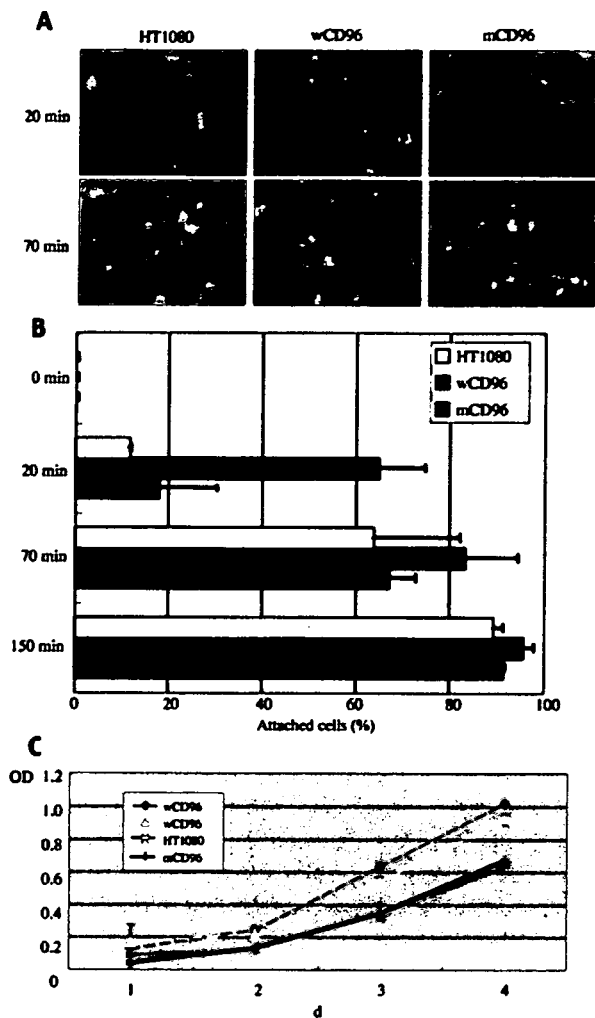 A
HT1080 wCD96 mCD96
20 min
70 min
B
HT1080
wCD96
mCD96
0 min
20 min
70 min
150 min
0 20 40 60 80 100
Attached cells (%)
C
OD
1.2
1.0
0.8
0.6
0.4
0.2
0
wCD96
wCD96
HT1080
mCD96
1 2 3 4
d